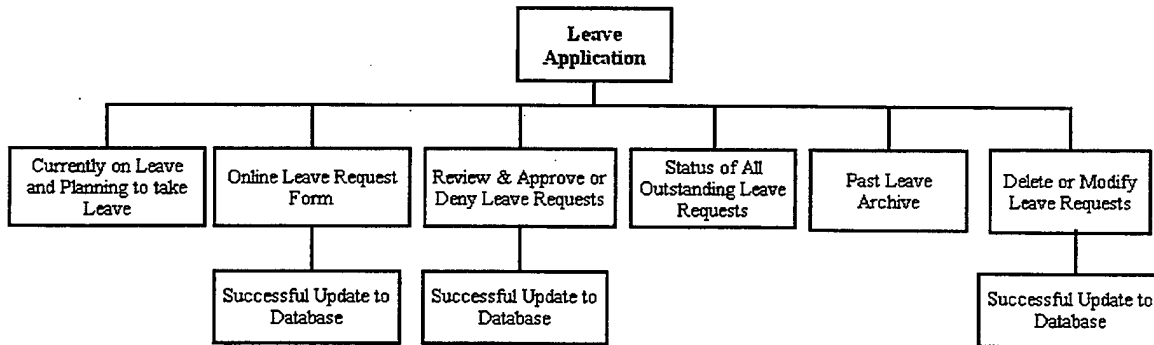 Leave
Application
Currently on Leave
and Planning to take
Leave
Online Leave Request
Form
Review & Approve or
Deny Leave Requests
Status of All
Outstanding Leave
Requests
Past Leave
Archive
Delete or Modify
Leave Requests
Successful Update to
Database
Successful Update to
Database
Successful Update to
Database